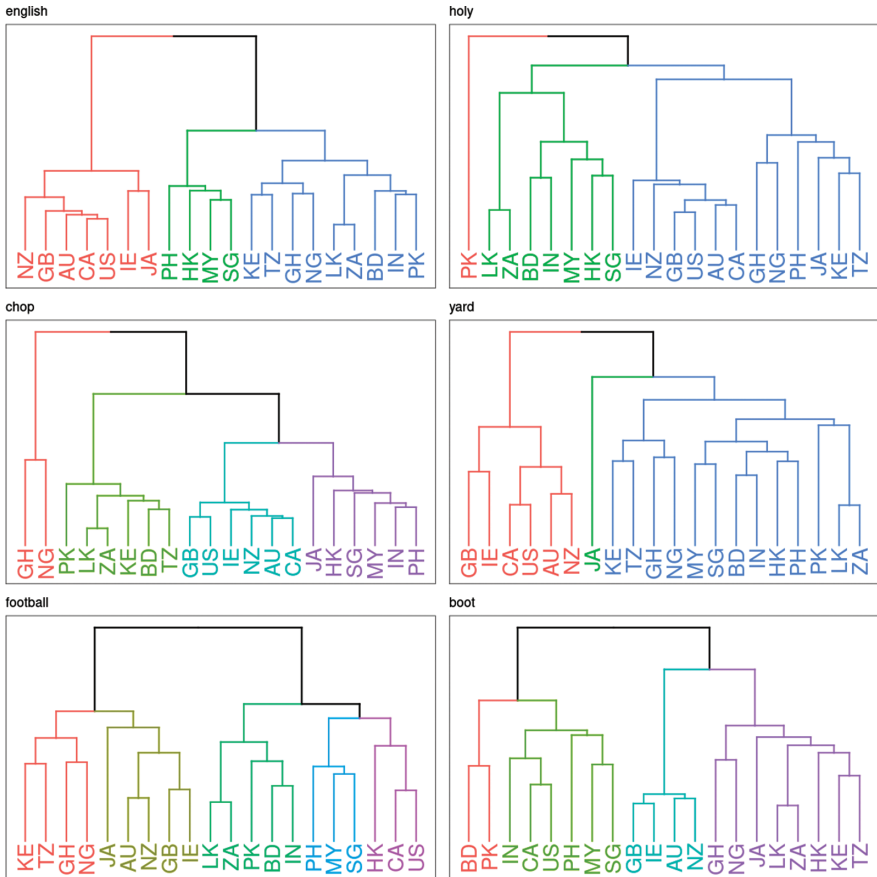 english
holy
NZ GB AU CA US IE JA PH HK MY SG KE TZ GH NG LK ZA BD IN PK
PK LK ZA BD IN MY HK SG IE NZ GB US AU CA GH NG PH JA KE TZ
chop
yard
GH NG PK LK ZA KE BD TZ GB US IE NZ AU CA JA HK SG MY IN PH
GB IE CA US AU NZ JA KE TZ GH NG MY SG BD IN HK PH PK LK ZA
football
boot
KE TZ GH NG JA AU NZ GB IE LK ZA PK BD IN PH MY SG HK CA US
BD PK IN CA US PH MY SG GB IE AU NZ GH NG JA LK ZA HK KE TZ